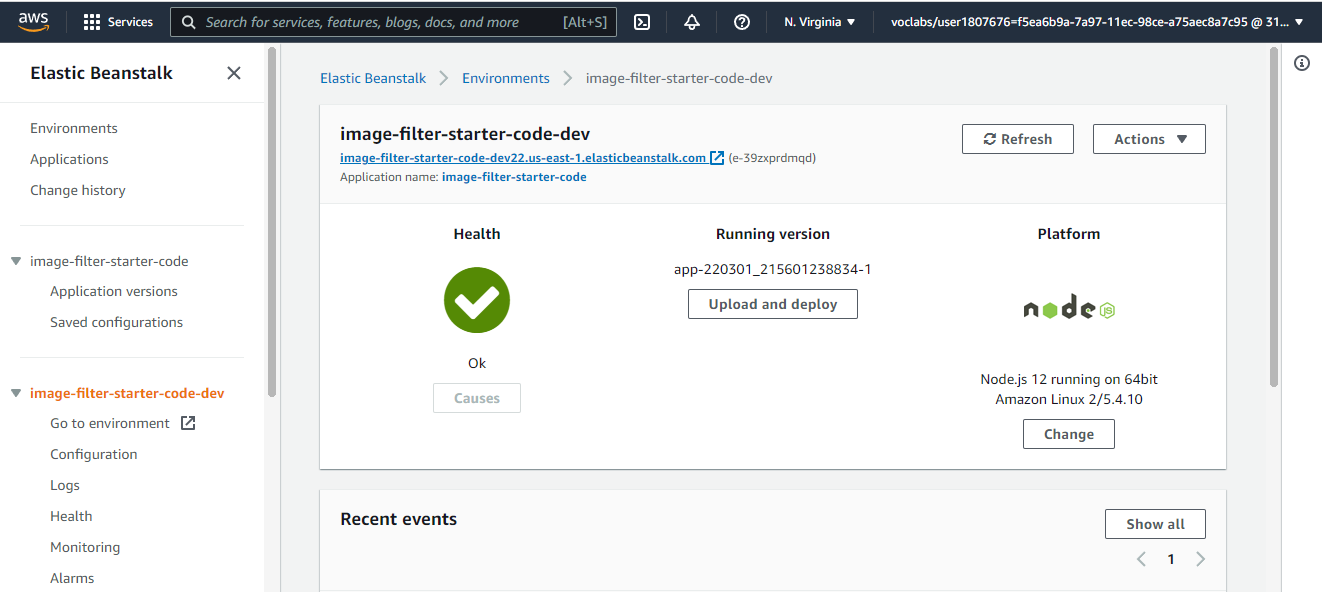 aws
Services
Search for services, features, blogs, docs, and more [Alt+S]
N. Virginia
voclabs/user1807676=f5ea6b9a-7a97-11ec-98ce-a75aec8a7c95 @ 31...
Elastic Beanstalk
Environments
Applications
Change history
image-filter-starter-code
Application versions
Saved configurations
image-filter-starter-code-dev
Go to environment
Configuration
Logs
Health
Monitoring
Alarms
Elastic Beanstalk
Environments
image-filter-starter-code-dev
image-filter-starter-code-dev
image-filter-starter-code-dev22.us-east-1.elasticbeanstalk.com (e-39zxprdmqd)
Application name: image-filter-starter-code
Refresh
Actions
Health
Ok
Causes
Running version
app-220301_215601238834-1
Upload and deploy
Platform
node JS
Node.js 12 running on 64bit
Amazon Linux 2/5.4.10
Change
Recent events
Show all
1